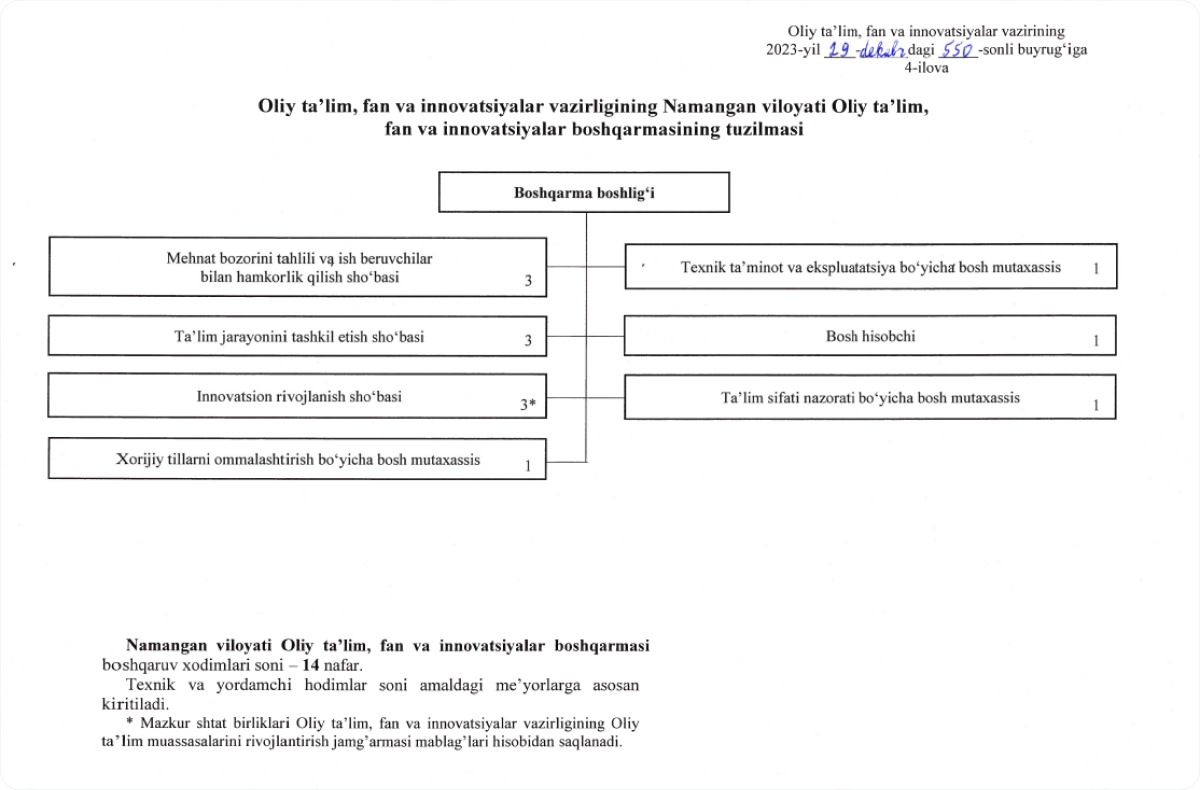 Oliy ta’lim, fan va innovatsiyalar vazirining
2023-yil 29-dekabrdagi 550-sonli buyrug‘iga
4-ilova
Oliy ta’lim, fan va innovatsiyalar vazirligining Namangan viloyati Oliy ta’lim,
fan va innovatsiyalar boshqarmasining tuzilmasi
Boshqarma boshlig‘i
Mehnat bozorini tahlili va ish beruvchilar
bilan hamkorlik qilish sho‘basi 3
Texnik ta’minot va ekspluatatsiya bo‘yicha bosh mutaxassis 1
Ta’lim jarayonini tashkil etish sho‘basi 3
Bosh hisobchi 1
Innovatsion rivojlanish sho‘basi 3*
Ta’lim sifati nazorati bo‘yicha bosh mutaxassis 1
Xorijiy tillarni ommalashtirish bo‘yicha bosh mutaxassis 1
Namangan viloyati Oliy ta’lim, fan va innovatsiyalar boshqarmasi
boshqaruv xodimlari soni – 14 nafar.
Texnik va yordamchi hodimlar soni amaldagi me’yorlarga asosan
kiritiladi.
* Mazkur shtat birliklari Oliy ta’lim, fan va innovatsiyalar vazirligining Oliy
ta’lim muassasalarini rivojlantirish jamg’armasi mablag’lari hisobidan saqlanadi.